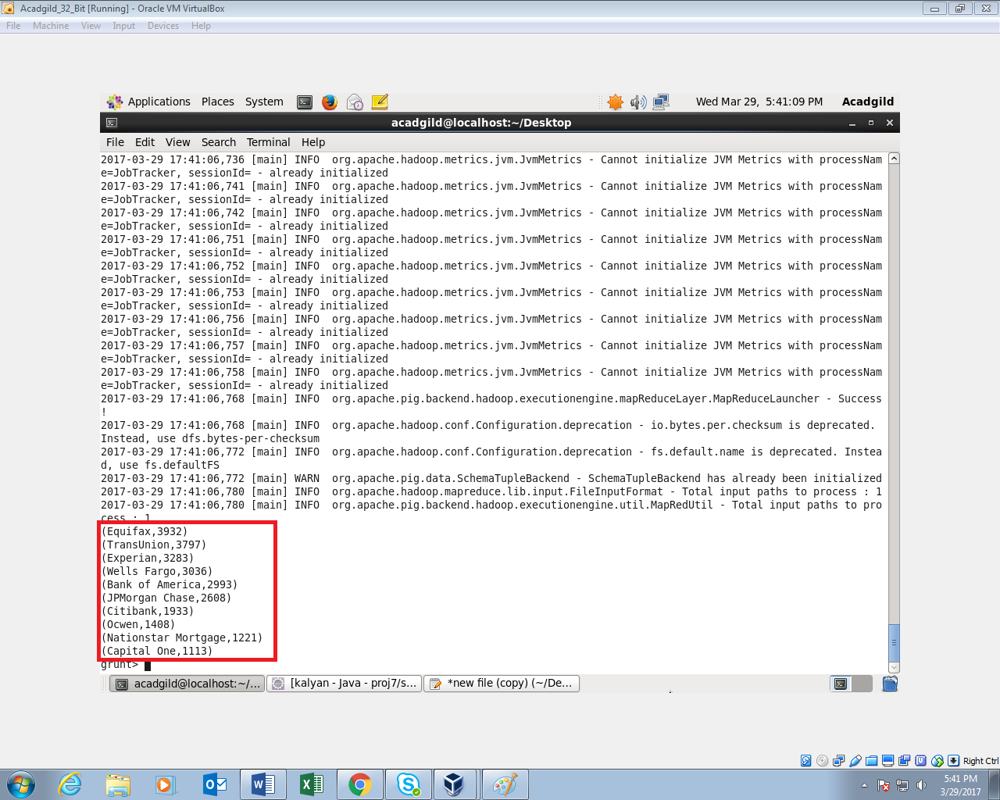 Acadgild_32_Bit [Running] - Oracle VM VirtualBox
File Machine View Input Devices Help
Applications Places System Wed Mar 29, 5:41:09 PM Acadgild
acadgild@localhost:~/Desktop
File Edit View Search Terminal Help
2017-03-29 17:41:06,736 [main] INFO  org.apache.hadoop.metrics.jvm.JvmMetrics - Cannot initialize JVM Metrics with processNam
e=JobTracker, sessionId= - already initialized
2017-03-29 17:41:06,741 [main] INFO  org.apache.hadoop.metrics.jvm.JvmMetrics - Cannot initialize JVM Metrics with processNam
e=JobTracker, sessionId= - already initialized
2017-03-29 17:41:06,742 [main] INFO  org.apache.hadoop.metrics.jvm.JvmMetrics - Cannot initialize JVM Metrics with processNam
e=JobTracker, sessionId= - already initialized
2017-03-29 17:41:06,751 [main] INFO  org.apache.hadoop.metrics.jvm.JvmMetrics - Cannot initialize JVM Metrics with processNam
e=JobTracker, sessionId= - already initialized
2017-03-29 17:41:06,752 [main] INFO  org.apache.hadoop.metrics.jvm.JvmMetrics - Cannot initialize JVM Metrics with processNam
e=JobTracker, sessionId= - already initialized
2017-03-29 17:41:06,753 [main] INFO  org.apache.hadoop.metrics.jvm.JvmMetrics - Cannot initialize JVM Metrics with processNam
e=JobTracker, sessionId= - already initialized
2017-03-29 17:41:06,756 [main] INFO  org.apache.hadoop.metrics.jvm.JvmMetrics - Cannot initialize JVM Metrics with processNam
e=JobTracker, sessionId= - already initialized
2017-03-29 17:41:06,757 [main] INFO  org.apache.hadoop.metrics.jvm.JvmMetrics - Cannot initialize JVM Metrics with processNam
e=JobTracker, sessionId= - already initialized
2017-03-29 17:41:06,758 [main] INFO  org.apache.hadoop.metrics.jvm.JvmMetrics - Cannot initialize JVM Metrics with processNam
e=JobTracker, sessionId= - already initialized
2017-03-29 17:41:06,768 [main] INFO  org.apache.pig.backend.hadoop.executionengine.mapReduceLayer.MapReduceLauncher - Success
!
2017-03-29 17:41:06,768 [main] INFO  org.apache.hadoop.conf.Configuration.deprecation - io.bytes.per.checksum is deprecated.
Instead, use dfs.bytes-per-checksum
2017-03-29 17:41:06,772 [main] INFO  org.apache.hadoop.conf.Configuration.deprecation - fs.default.name is deprecated. Instea
d, use fs.defaultFS
2017-03-29 17:41:06,772 [main] WARN  org.apache.pig.data.SchemaTupleBackend - SchemaTupleBackend has already been initialized
2017-03-29 17:41:06,780 [main] INFO  org.apache.hadoop.mapreduce.lib.input.FileInputFormat - Total input paths to process : 1
2017-03-29 17:41:06,780 [main] INFO  org.apache.pig.backend.hadoop.executionengine.util.MapRedUtil - Total input paths to pro
cess : 1
(Equifax,3932)
(TransUnion,3797)
(Experian,3283)
(Wells Fargo,3036)
(Bank of America,2993)
(JPMorgan Chase,2608)
(Citibank,1933)
(Ocwen,1408)
(Nationstar Mortgage,1221)
(Capital One,1113)
grunt>
acadgild@localhost:~/... [kalyan - Java - proj7/s... *new file (copy) (~/De...
Right Ctrl
5:41 PM
3/29/2017